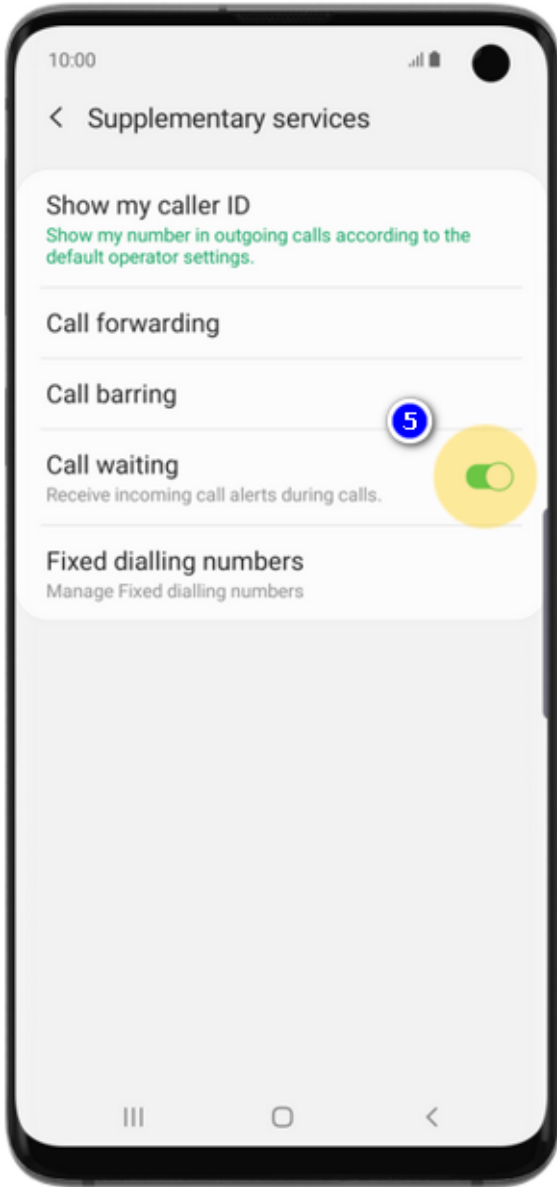 10:00
Supplementary services
Show my caller ID
Show my number in outgoing calls according to the
default operator settings.
Call forwarding
Call barring
5
Call waiting
Receive incoming call alerts during calls.
Fixed dialling numbers
Manage Fixed dialling numbers